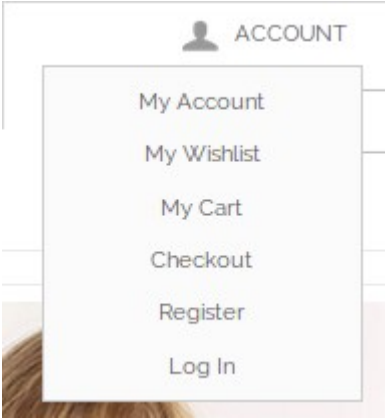 ACCOUNT
My Account
My Wishlist
My Cart
Checkout
Register
Log In